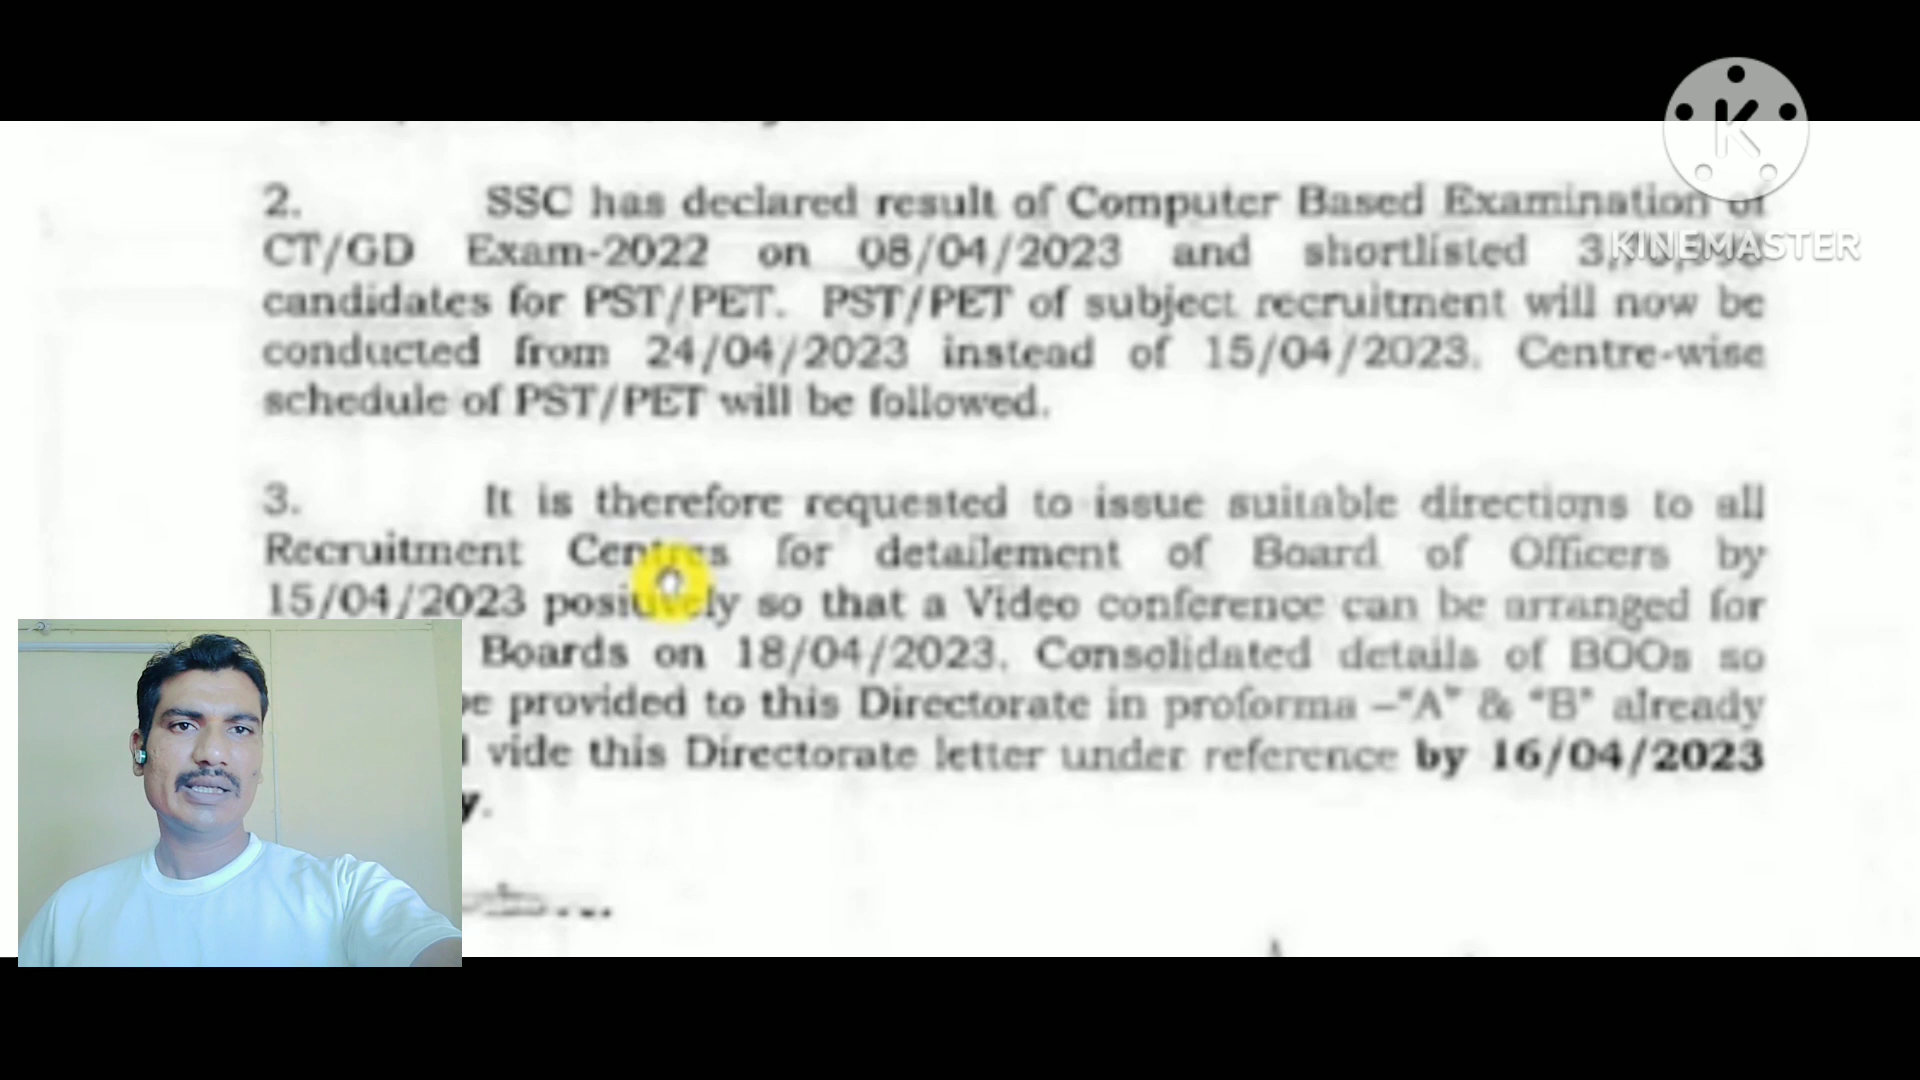 2. SSC has declared result of Computer Based Examination of
CT/GD Exam-2022 on 08/04/2023 and shortlisted
candidates for PST/PET. PST/PET of subject recruitment will now be
conducted from 24/04/2023 instead of 15/04/2023. Centre-wise
schedule of PST/PET will be followed.
3. It is therefore requested to issue suitable directions to all
Recruitment Centres for detailement of Board of Officers by
15/04/2023 positively so that a Video conference can be arranged for
Boards on 18/04/2023. Consolidated details of BOOs so
provided to this Directorate in proforma –"A" & "B" already
vide this Directorate letter under reference by 16/04/2023
K
KINEMASTER